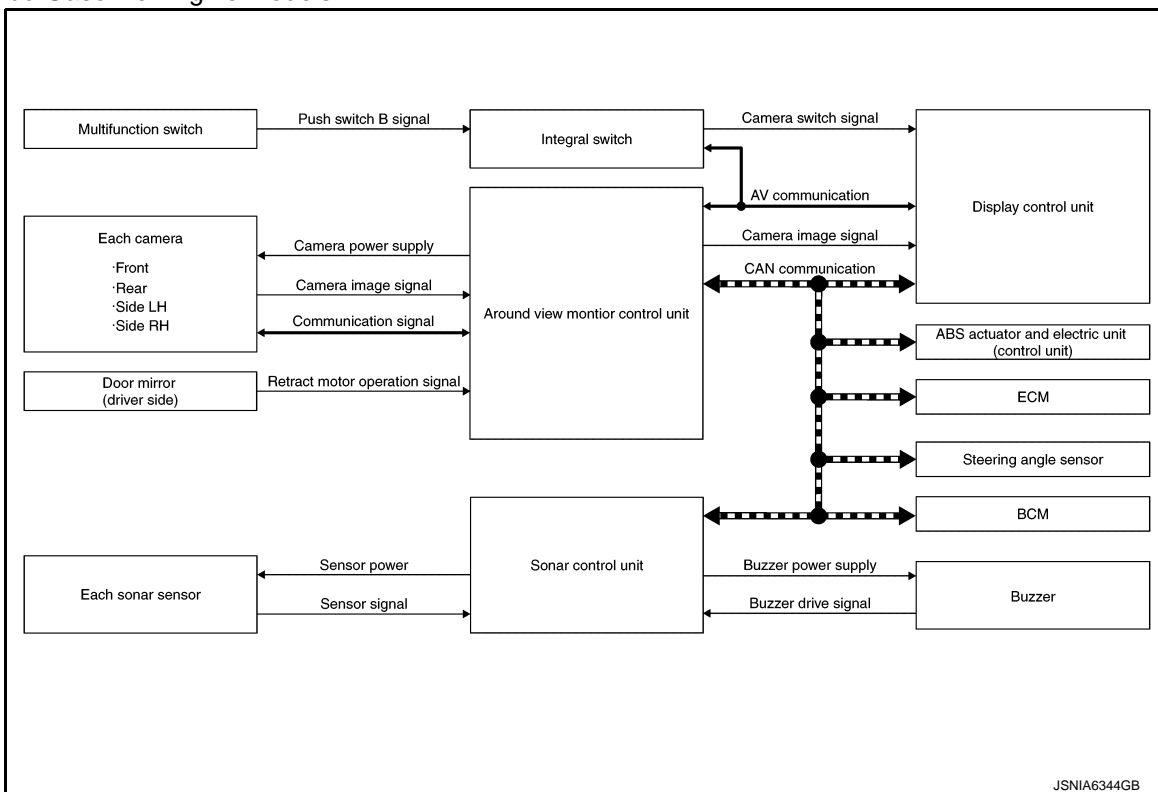 Multifunction switch
Push switch B signal
Integral switch
Camera switch signal
AV communication
Display control unit
Each camera
·Front
·Rear
·Side LH
·Side RH
Camera power supply
Camera image signal
Communication signal
Around view montior control unit
Camera image signal
CAN communication
Door mirror
(driver side)
Retract motor operation signal
ABS actuator and electric unit
(control unit)
ECM
Steering angle sensor
BCM
Each sonar sensor
Sensor power
Sensor signal
Sonar control unit
Buzzer power supply
Buzzer drive signal
Buzzer
JSNIA6344GB